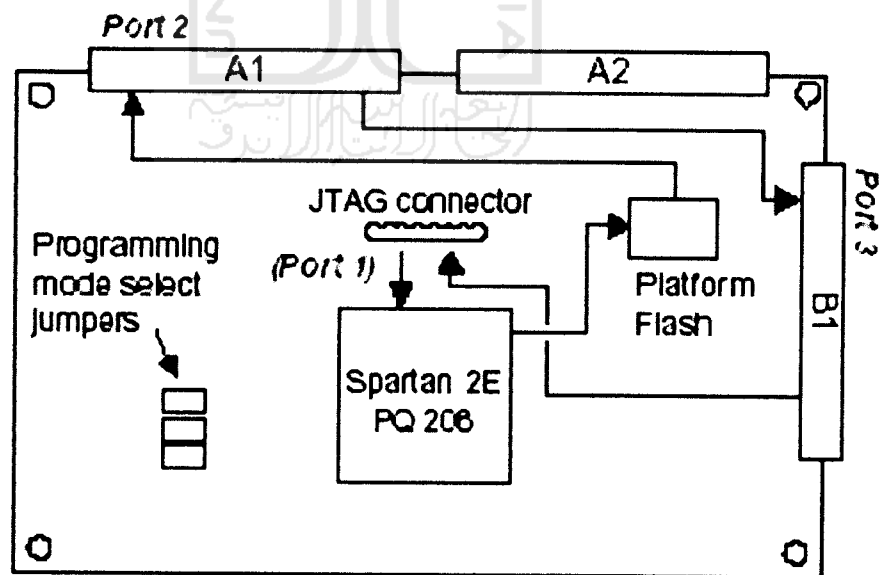 Port 2
A1
A2
JTAG connector
(Port 1)
Programming
mode select
jumpers
Platform
Flash
Port 3
B1
Spartan 2E
PQ 208